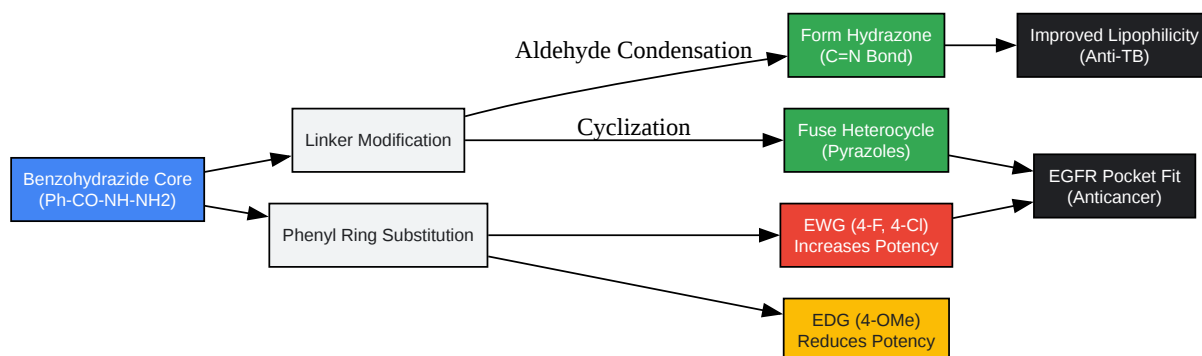 Benzohydrazide Core
(Ph-CO-NH-NH2)
Linker Modification
Phenyl Ring Substitution
Aldehyde Condensation
Cyclization
Form Hydrazone
(C=N Bond)
Fuse Heterocycle
(Pyrazoles)
EWG (4-F, 4-Cl)
Increases Potency
EDG (4-OMe)
Reduces Potency
Improved Lipophilicity
(Anti-TB)
EGFR Pocket Fit
(Anticancer)